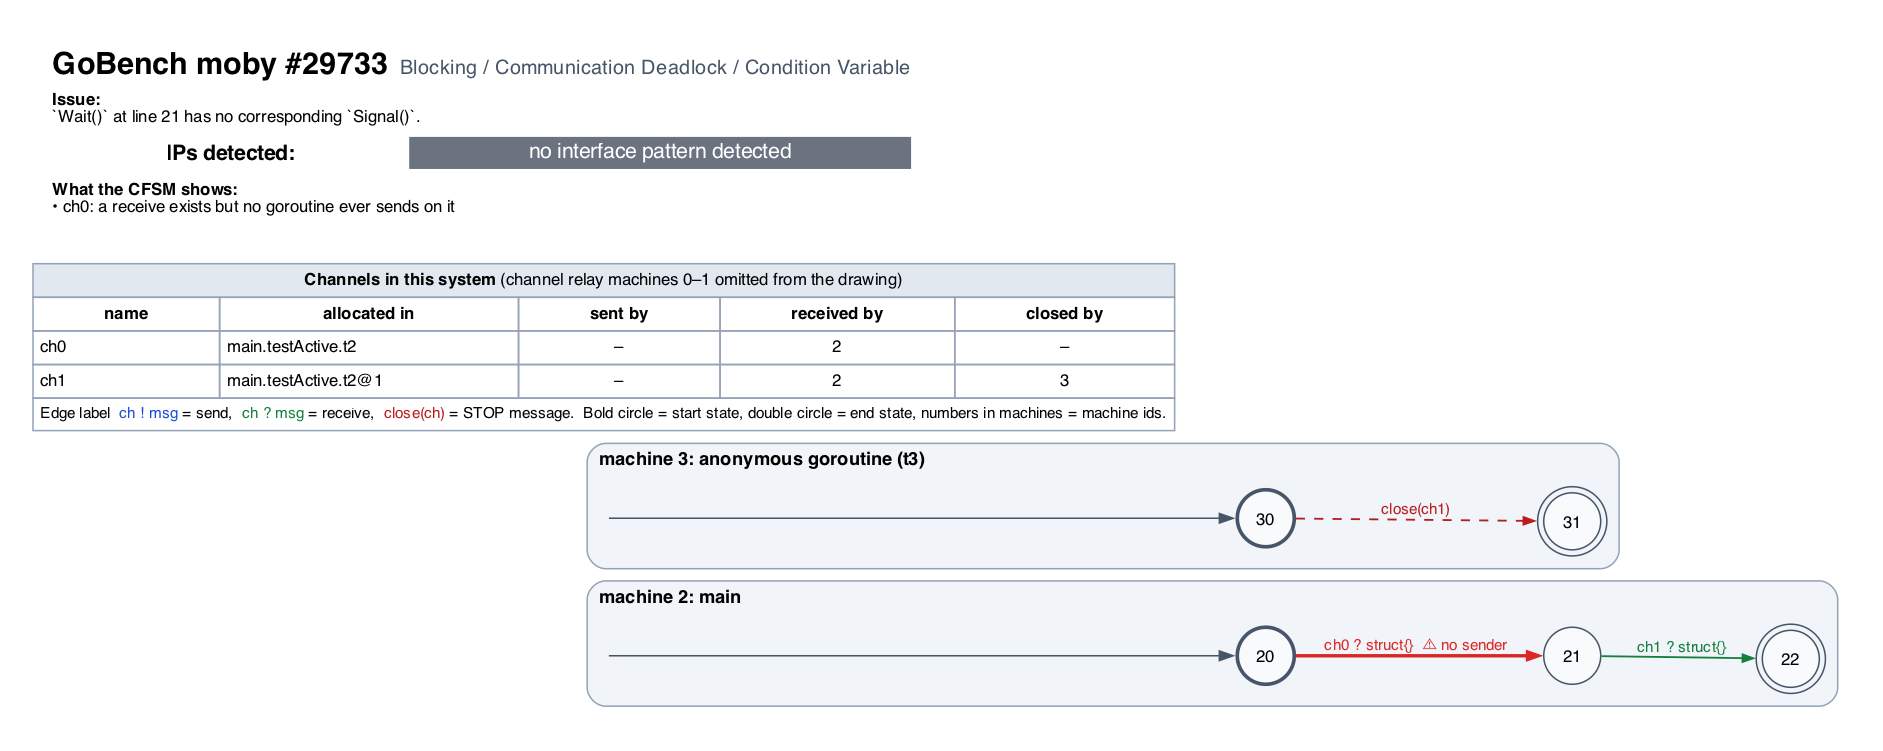 GoBench moby #29733 Blocking / Communication Deadlock / Condition Variable
Issue:
`Wait()` at line 21 has no corresponding `Signal()`.
IPs detected: no interface pattern detected
What the CFSM shows:
• ch0: a receive exists but no goroutine ever sends on it
Channels in this system (channel relay machines 0–1 omitted from the drawing)
name allocated in sent by received by closed by
ch0 main.testActive.t2 – 2 –
ch1 main.testActive.t2@1 – 2 3
Edge label ch ! msg = send, ch ? msg = receive, close(ch) = STOP message. Bold circle = start state, double circle = end state, numbers in machines = machine ids.
machine 3: anonymous goroutine (t3)
30 close(ch1) 31
machine 2: main
20 ch0 ? struct{} ⚠ no sender 21 ch1 ? struct{} 22